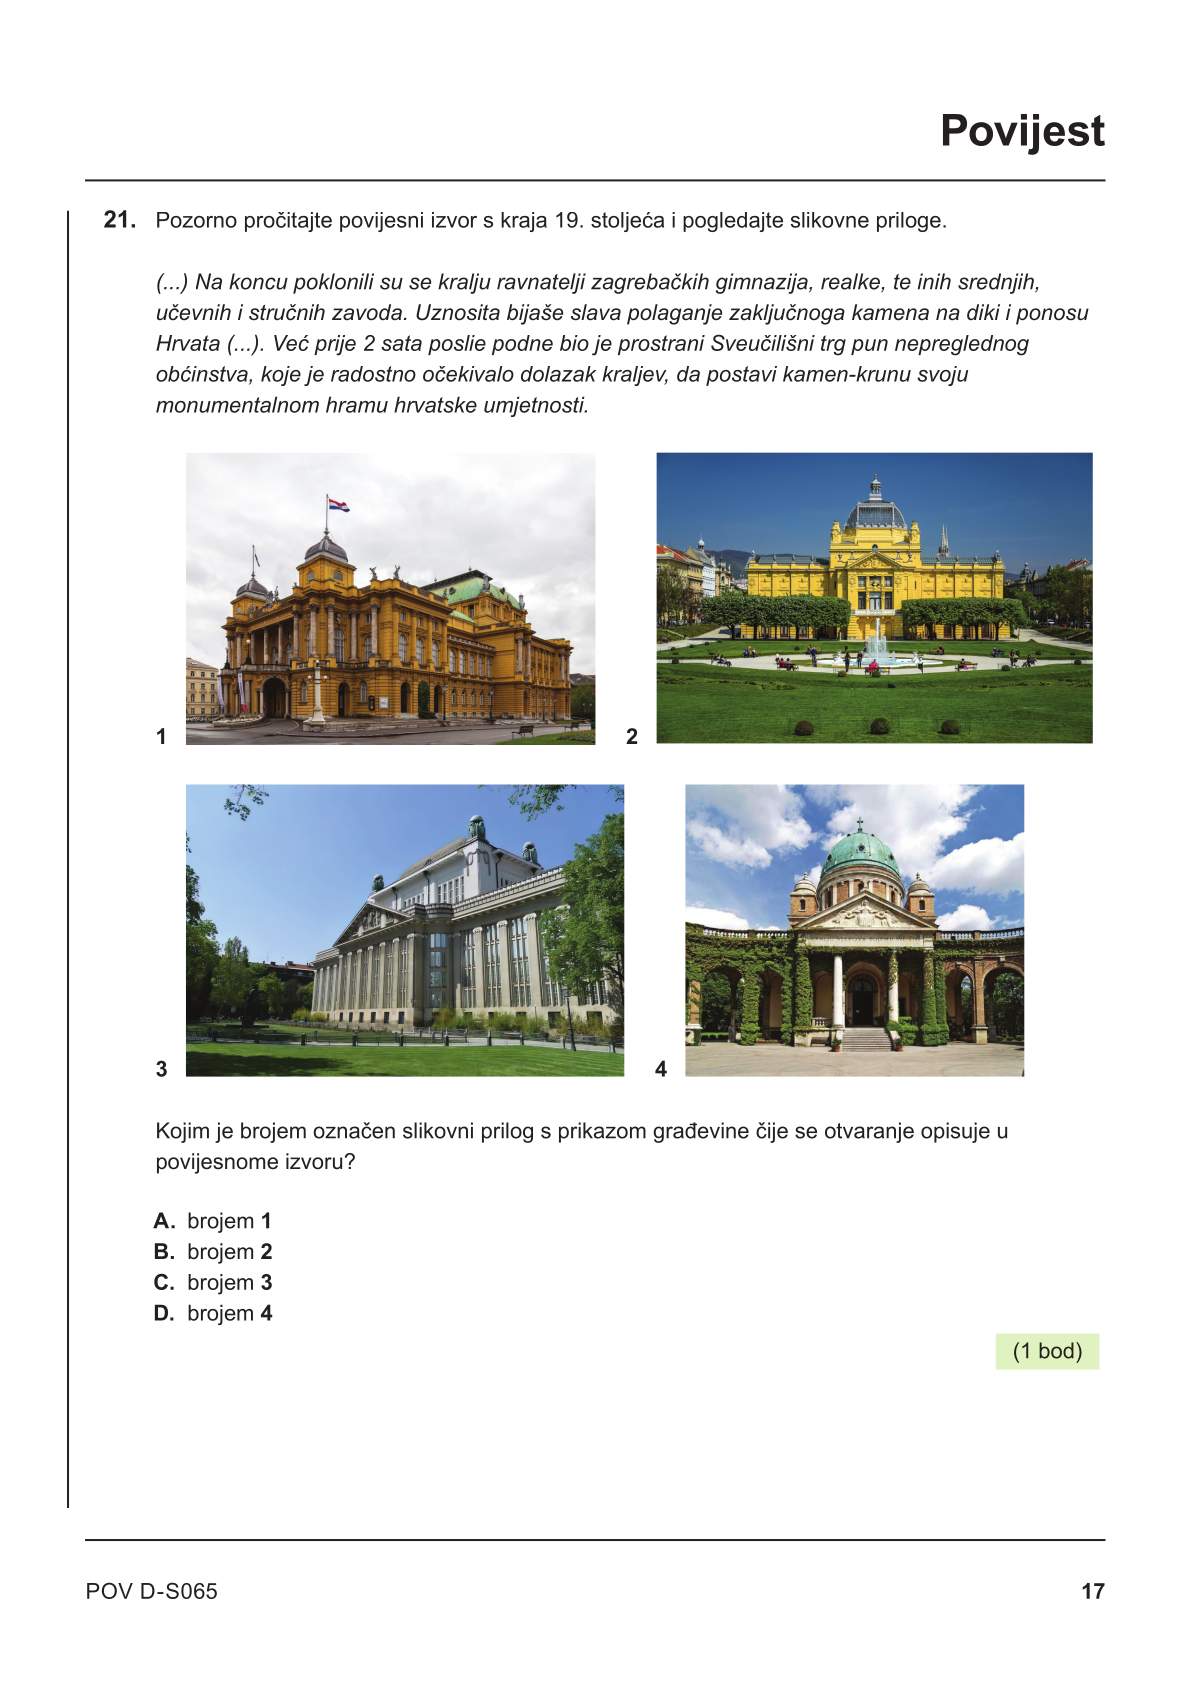 Povijest
21. Pozorno pročitajte povijesni izvor s kraja 19. stoljeća i pogledajte slikovne priloge.
(...) Na koncu poklonili su se kralju ravnatelji zagrebačkih gimnazija, realke, te inih srednjih,
učevnih i stručnih zavoda. Uznosita bijaše slava polaganje zaključnoga kamena na diki i ponosu
Hrvata (...). Već prije 2 sata poslie podne bio je prostrani Sveučilišni trg pun nepreglednog
obćinstva, koje je radostno očekivalo dolazak kraljev, da postavi kamen-krunu svoju
monumentalnom hramu hrvatske umjetnosti.
1
2
3
4
Kojim je brojem označen slikovni prilog s prikazom građevine čije se otvaranje opisuje u
povijesnome izvoru?
A. brojem 1
B. brojem 2
C. brojem 3
D. brojem 4
(1 bod)
POV D-S065
17